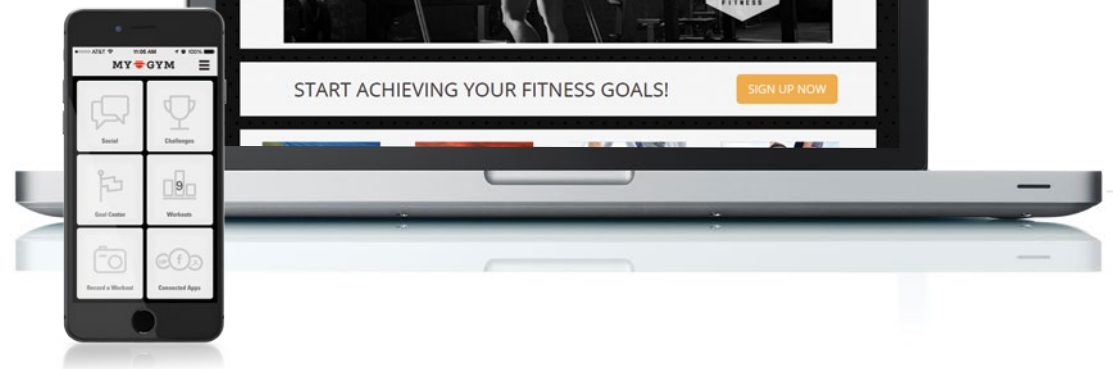 FITNESS
AT&T 11:05 AM 100%
MY GYM
START ACHIEVING YOUR FITNESS GOALS!
SIGN UP NOW
Social Challenges
9
Goal Center Workouts
f
Record a Workout Connected Apps